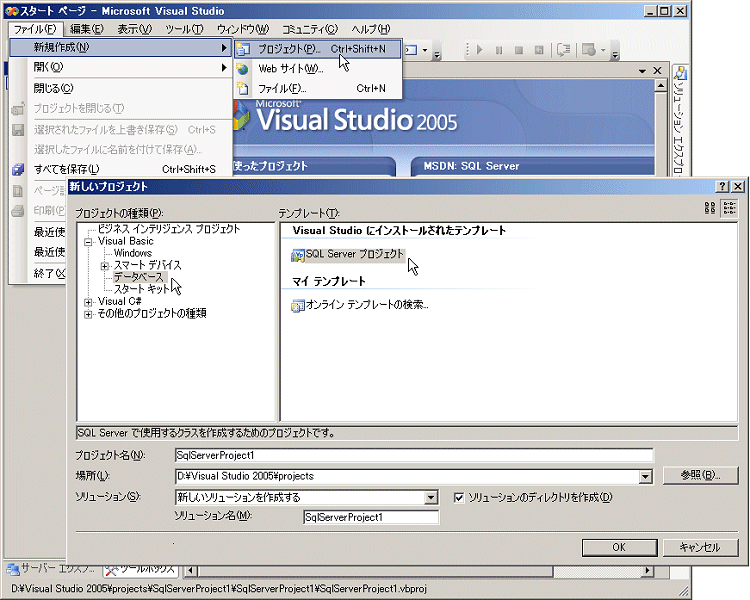 スタート ページ - Microsoft Visual Studio
ファイル(F) 編集(E) 表示(V) ツール(T) ウィンドウ(W) コミュニティ(C) ヘルプ(H)
新規作成(N)
プロジェクト(P)... Ctrl+Shift+N
開く(O)
Web サイト(W)...
閉じる(C)
ファイル(F)... Ctrl+N
プロジェクトを閉じる(T)
Microsoft
Visual Studio 2005
選択されたファイルを上書き保存(S) Ctrl+S
選択したファイルに名前を付けて保存(A)...
すべてを保存(L) Ctrl+Shift+S
使ったプロジェクト
MSDN: SQL Server
ソリューション エクスプロ
ページ設
印刷(P)
最近使
最近使
終了(X)
新しいプロジェクト
プロジェクトの種類(P):
テンプレート(T):
ビジネス インテリジェンス プロジェクト
Visual Basic
Windows
スマート デバイス
データベース
スタート キット
Visual C#
その他のプロジェクトの種類
Visual Studio にインストールされたテンプレート
SQL Server プロジェクト
マイ テンプレート
オンライン テンプレートの検索...
SQL Server で使用するクラスを作成するためのプロジェクトです。
プロジェクト名(N): SqlServerProject1
場所(L): D:¥Visual Studio 2005¥projects 参照(B)...
ソリューション(S): 新しいソリューションを作成する ソリューションのディレクトリを作成(D)
ソリューション名(M): SqlServerProject1
OK キャンセル
サーバー エクスプ... ツールボックス
D:¥Visual Studio 2005¥projects¥SqlServerProject1¥SqlServerProject1¥SqlServerProject1.vbproj